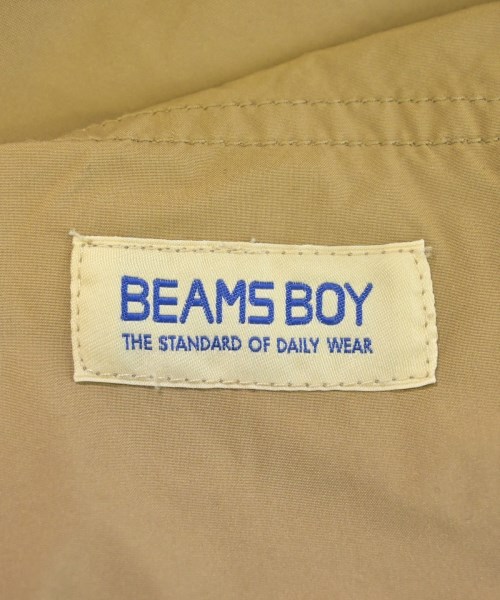 BEAMS BOY
THE STANDARD OF DAILY WEAR